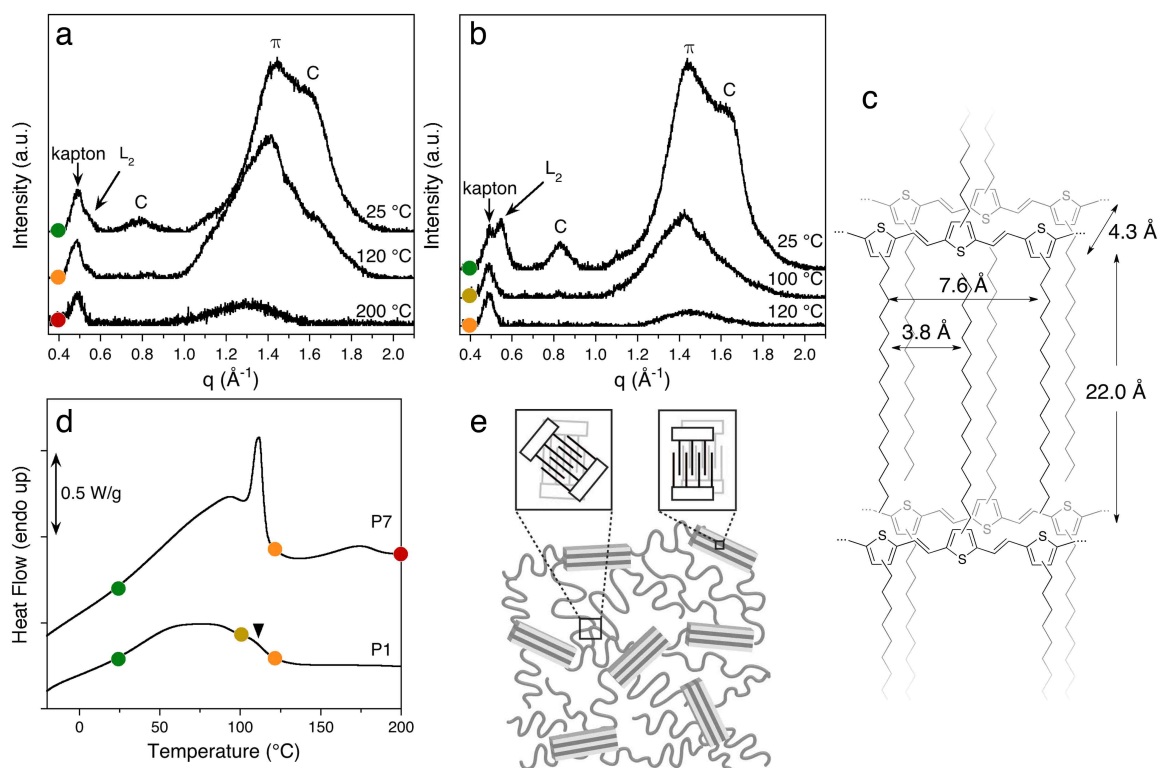 a
π
C
kapton
L₂
C
25 °C
120 °C
200 °C
Intensity (a.u.)
0.4 0.6 0.8 1.0 1.2 1.4 1.6 1.8 2.0
q (Å⁻¹)
b
π
C
kapton
L₂
C
25 °C
100 °C
120 °C
Intensity (a.u.)
0.4 0.6 0.8 1.0 1.2 1.4 1.6 1.8 2.0
q (Å⁻¹)
c
S S S
S S S
4.3 Å
7.6 Å
3.8 Å
22.0 Å
S S S
S S S
d
0.5 W/g
P7
P1
Heat Flow (endo up)
0 50 100 150 200
Temperature (°C)
e